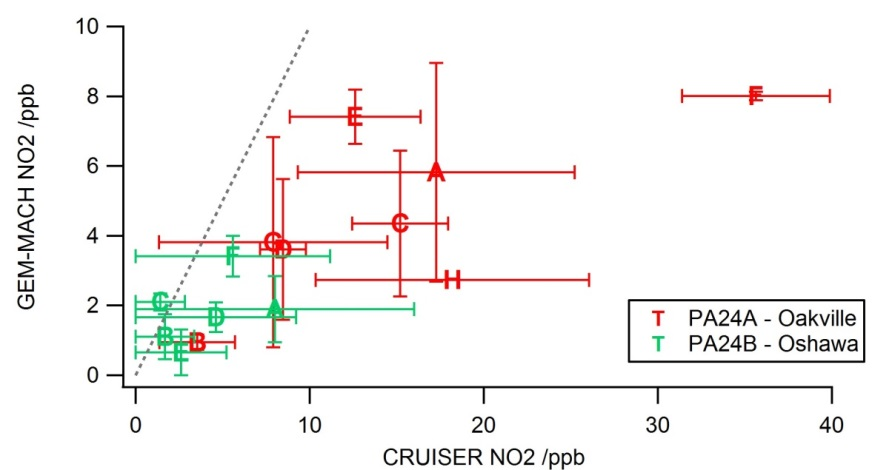 10
8
6
4
2
0
GEM-MACH NO2 /ppb
F
E
A
C
G
D
H
B
F
C
D
A
B
E
T PA24A - Oakville
T PA24B - Oshawa
0 10 20 30 40
CRUISER NO2 /ppb